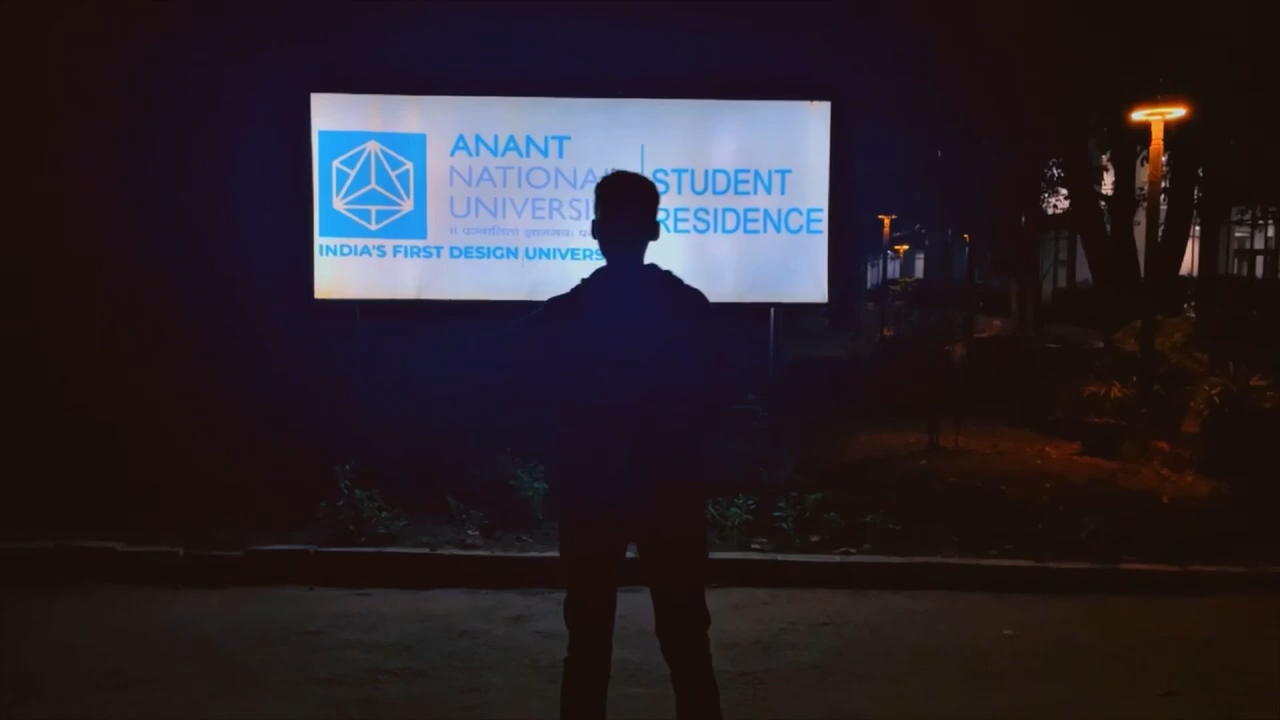 ANANT
NATIONA
UNIVERSI
INDIA'S FIRST DESIGN UNIVERS
STUDENT
RESIDENCE